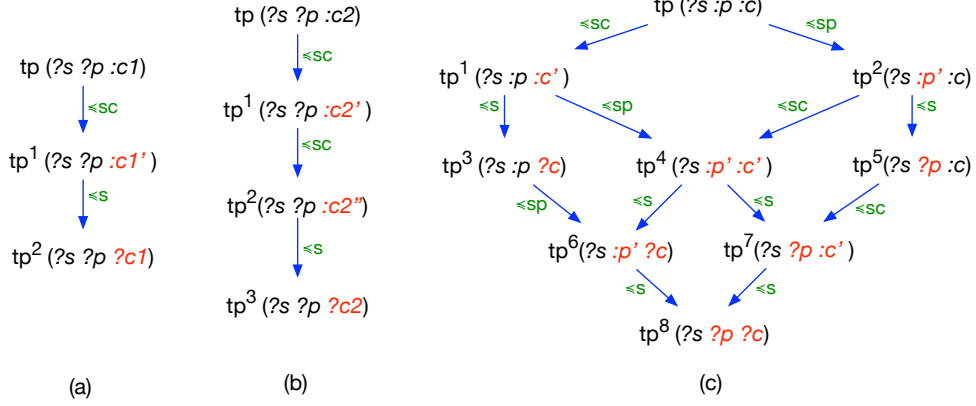 tp (?s ?p :c1)
≼sc
tp¹ (?s ?p :c1’)
≼s
tp² (?s ?p ?c1)
(a)
tp (?s ?p :c2)
≼sc
tp¹ (?s ?p :c2’)
≼sc
tp²(?s ?p :c2”)
≼s
tp³ (?s ?p ?c2)
(b)
tp (?s :p :c)
≼sc ≼sp
tp¹ (?s :p :c’) tp²(?s :p’ :c)
≼s ≼sp ≼sc ≼s
tp³ (?s :p ?c) tp⁴ (?s :p’ :c’) tp⁵(?s ?p :c)
≼sp ≼s ≼s ≼sc
tp⁶(?s :p’ ?c) tp⁷(?s ?p :c’)
≼s ≼s
tp⁸ (?s ?p ?c)
(c)